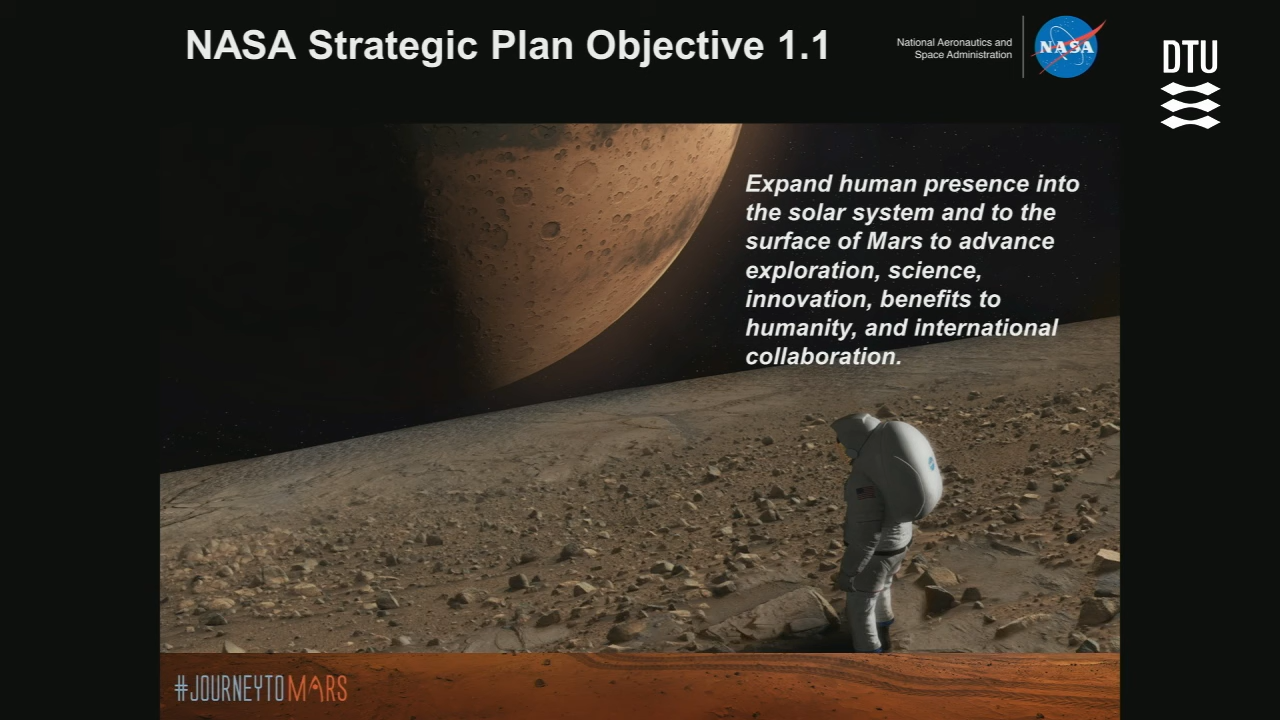 NASA Strategic Plan Objective 1.1
National Aeronautics and
Space Administration
NASA
DTU
Expand human presence into
the solar system and to the
surface of Mars to advance
exploration, science,
innovation, benefits to
humanity, and international
collaboration.
#JOURNEYTOMARS